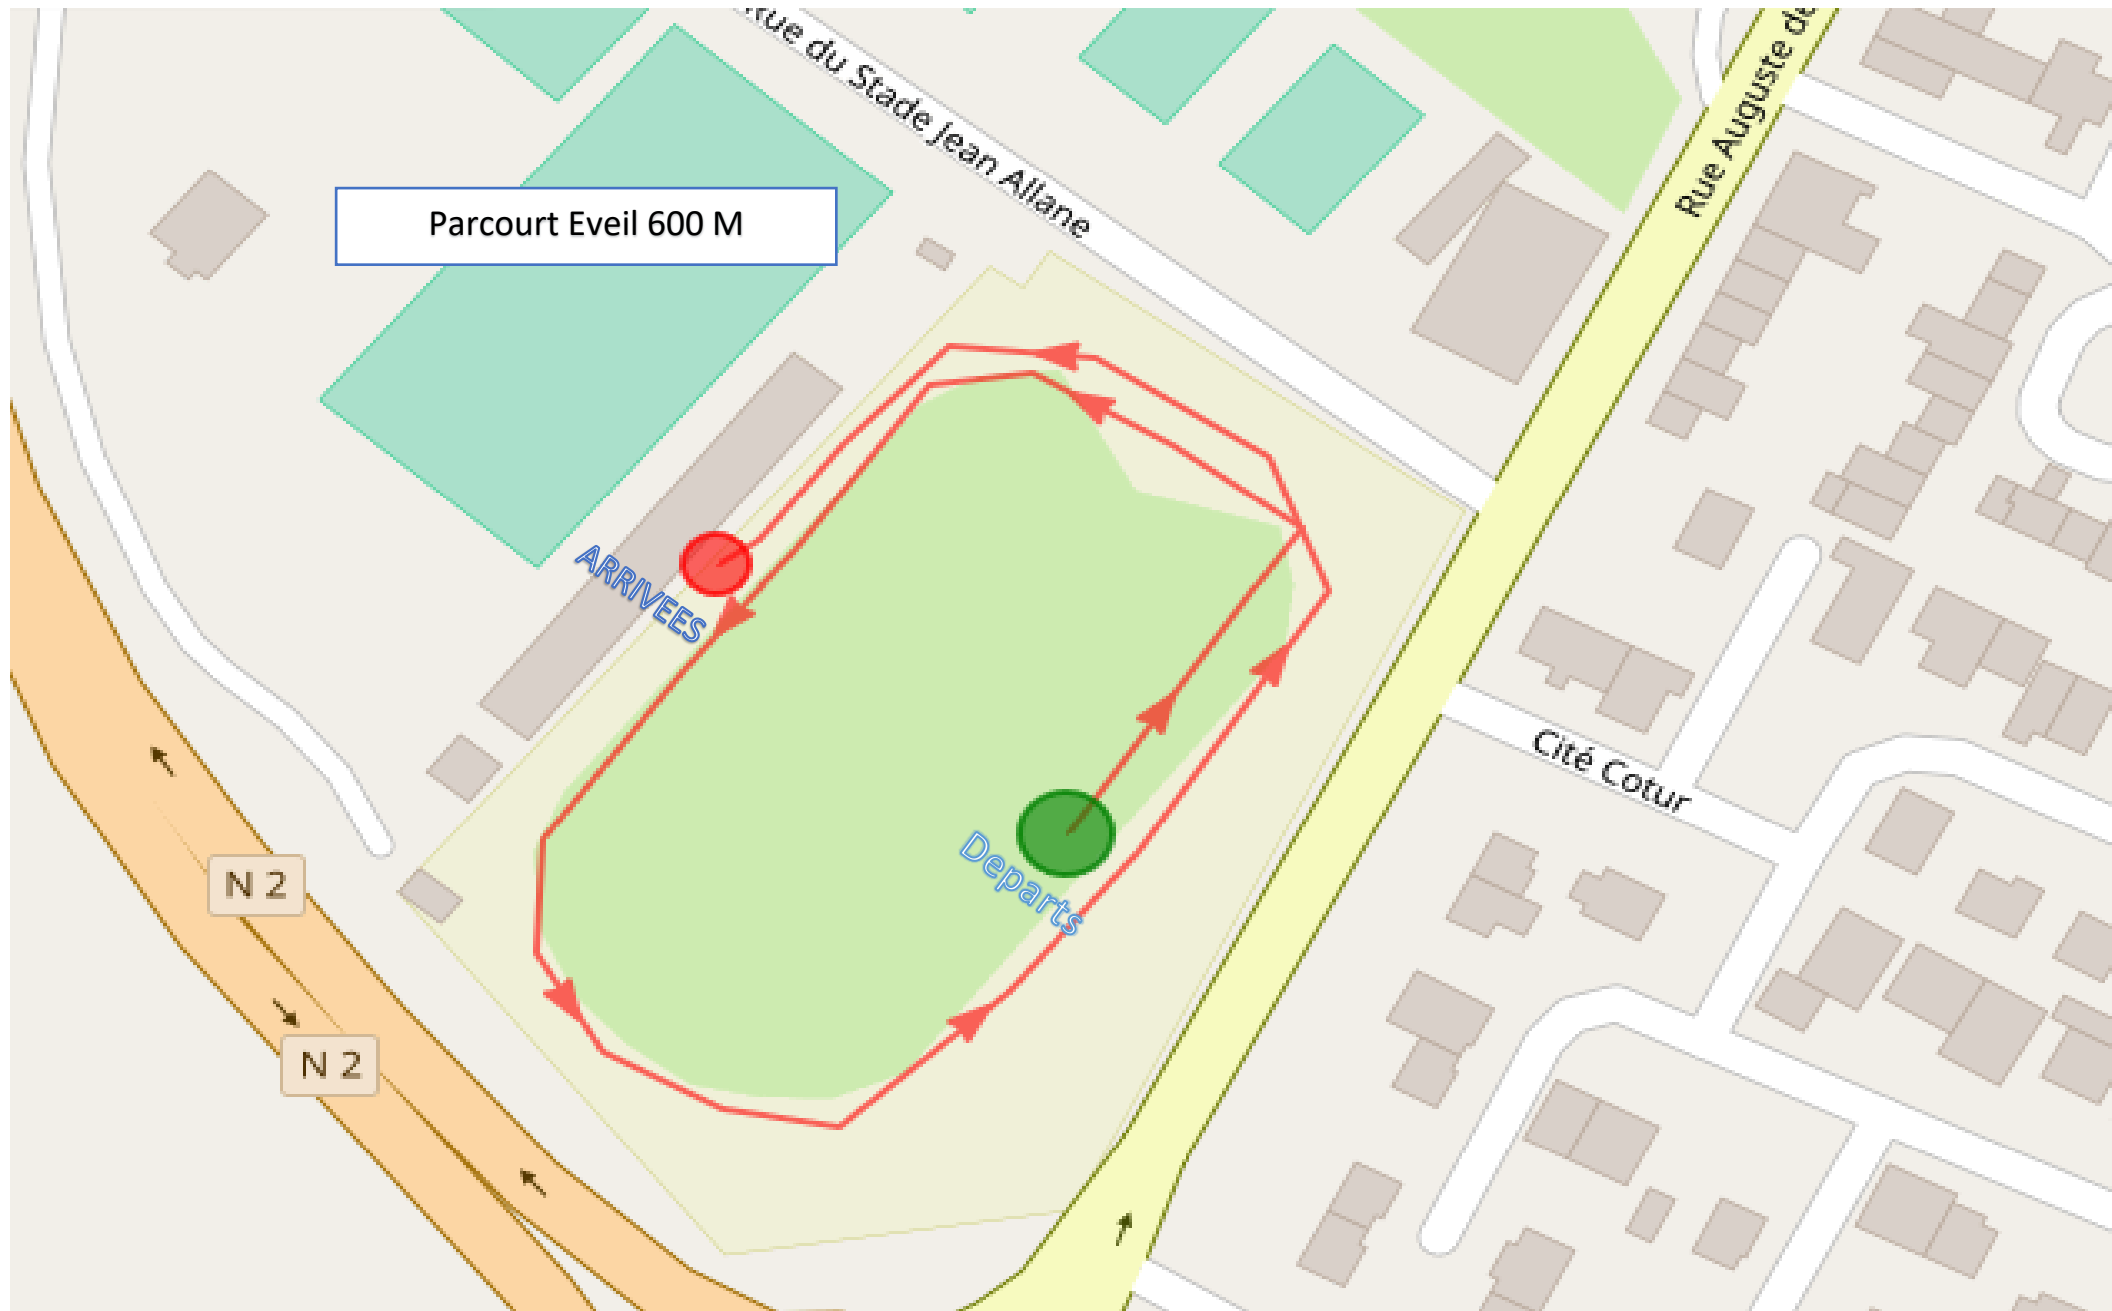 Rue du Stade Jean Allane
Rue Auguste de
Parcourt Eveil 600 M
ARRIVEES
Departs
Cité Cotur
N 2
N 2